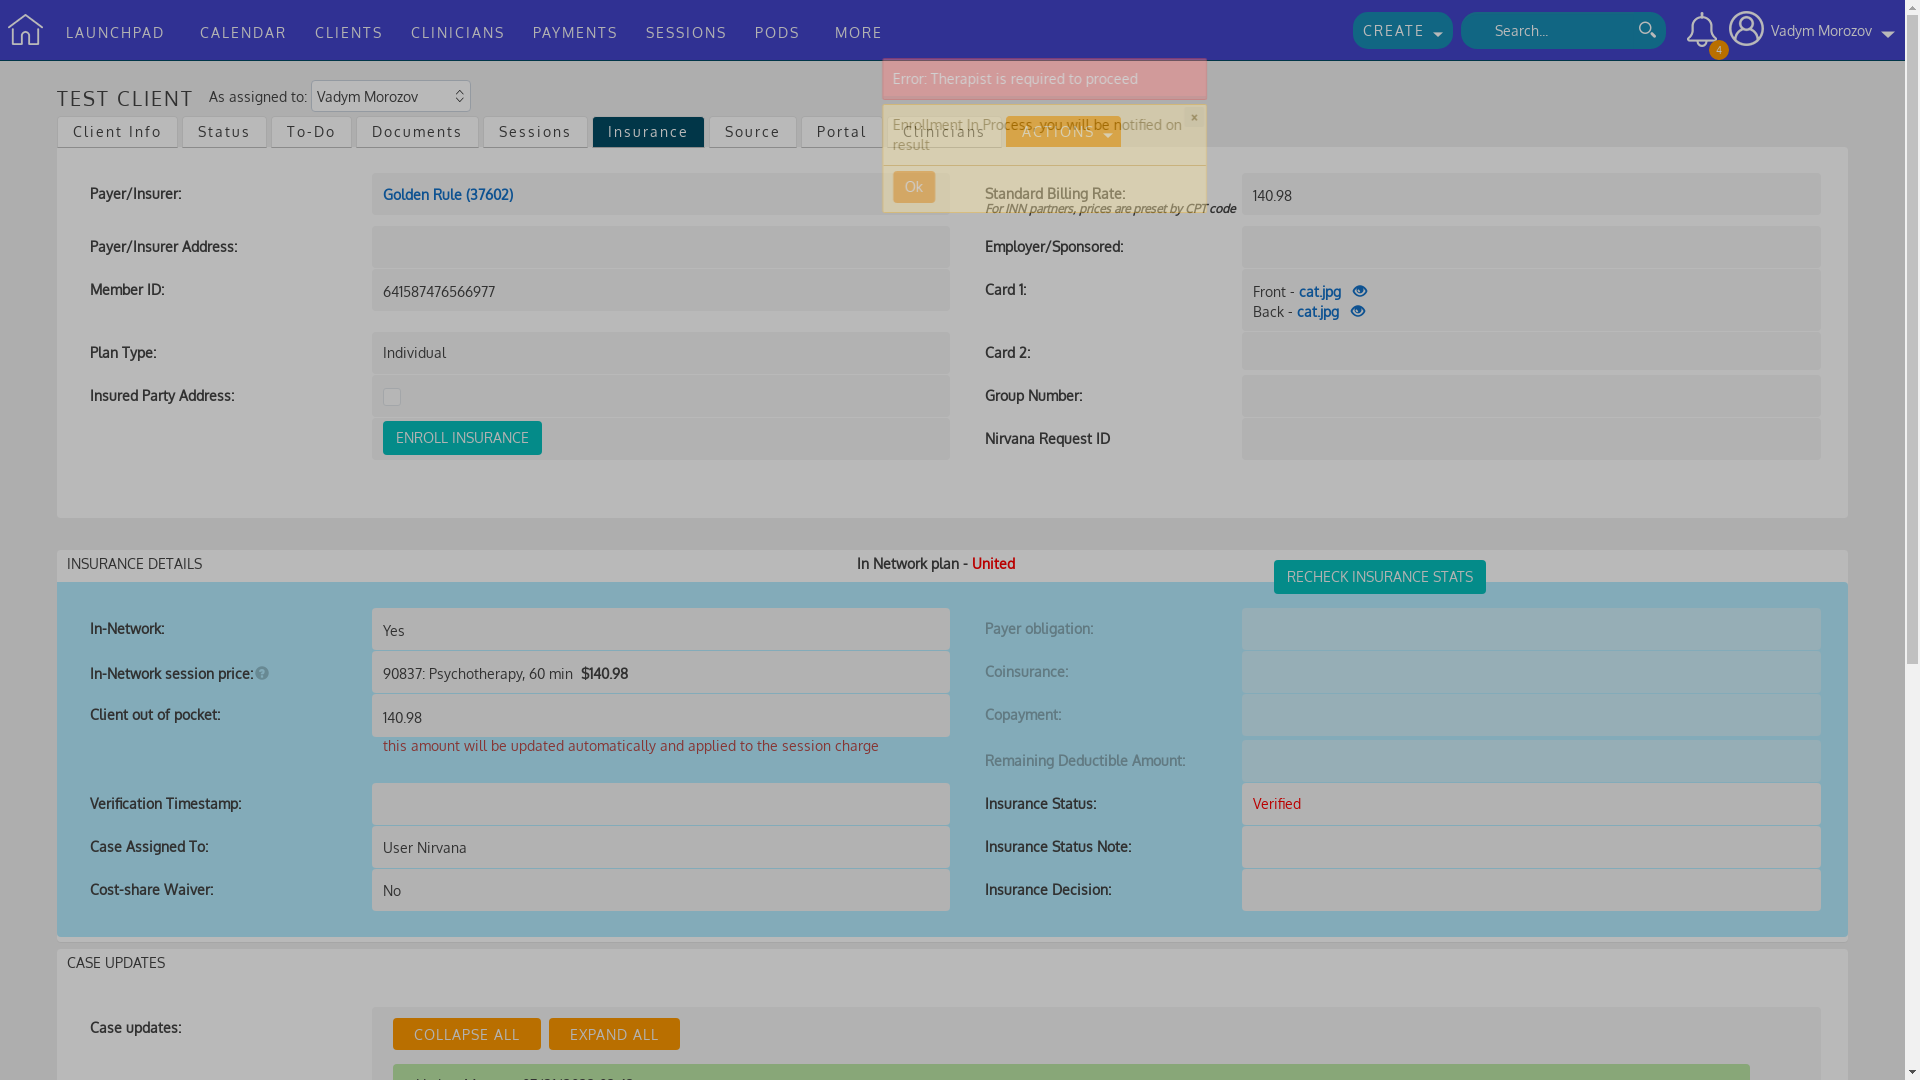 LAUNCHPAD CALENDAR CLIENTS CLINICIANS PAYMENTS SESSIONS PODS MORE CREATE Search... 4 Vadym Morozov
Error: Therapist is required to proceed
TEST CLIENT As assigned to: Vadym Morozov
Enrollment In Process, you will be notified on
result
×
Ok
Client Info Status To-Do Documents Sessions Insurance Source Portal Clinicians ACTIONS
Payer/Insurer: Golden Rule (37602) Standard Billing Rate: 140.98
For INN partners, prices are preset by CPT code
Payer/Insurer Address: Employer/Sponsored:
Member ID: 641587476566977 Card 1: Front - cat.jpg
Back - cat.jpg
Plan Type: Individual Card 2:
Insured Party Address: Group Number:
ENROLL INSURANCE Nirvana Request ID
INSURANCE DETAILS In Network plan - United
RECHECK INSURANCE STATS
In-Network: Yes Payer obligation:
In-Network session price: ? 90837: Psychotherapy, 60 min $140.98 Coinsurance:
Client out of pocket: 140.98 Copayment:
this amount will be updated automatically and applied to the session charge
Remaining Deductible Amount:
Verification Timestamp: Insurance Status: Verified
Case Assigned To: User Nirvana Insurance Status Note:
Cost-share Waiver: No Insurance Decision:
CASE UPDATES
Case updates: COLLAPSE ALL EXPAND ALL